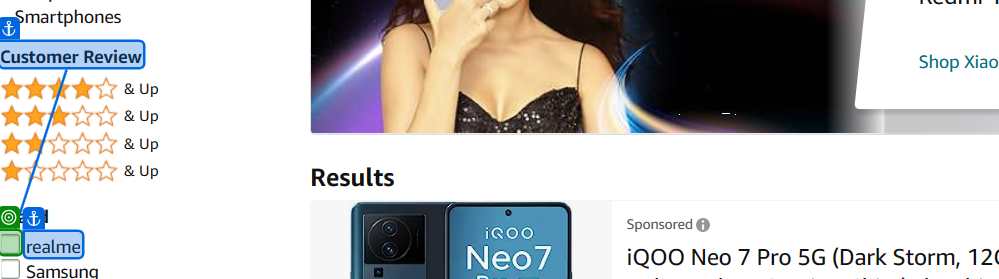 Smartphones
Customer Review
& Up
& Up
& Up
& Up
realme
Samsung
Shop Xiao
Results
iQOO
Neo7
Sponsored
iQOO Neo 7 Pro 5G (Dark Storm, 12G